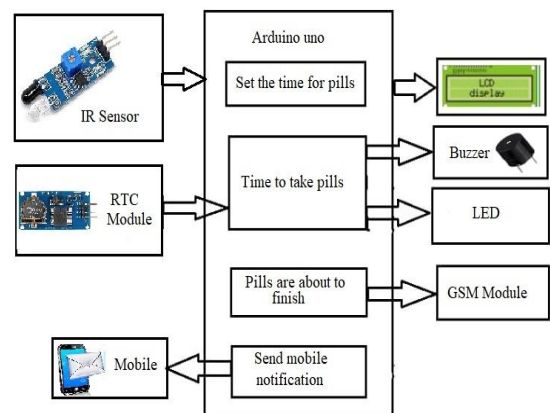 Arduino uno
IR Sensor
Set the time for pills
LCD
display
RTC
Module
Time to take pills
Buzzer
LED
Pills are about to
finish
GSM Module
Mobile
Send mobile
notification